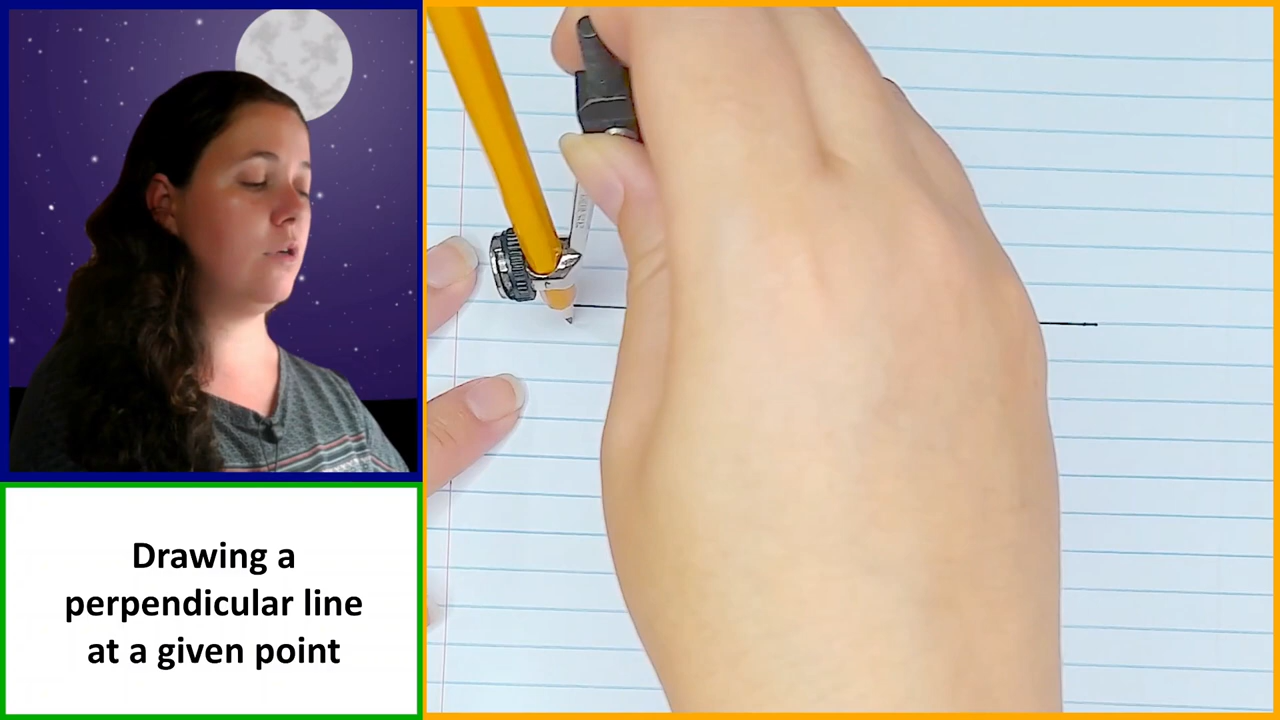 Drawing a
perpendicular line
at a given point